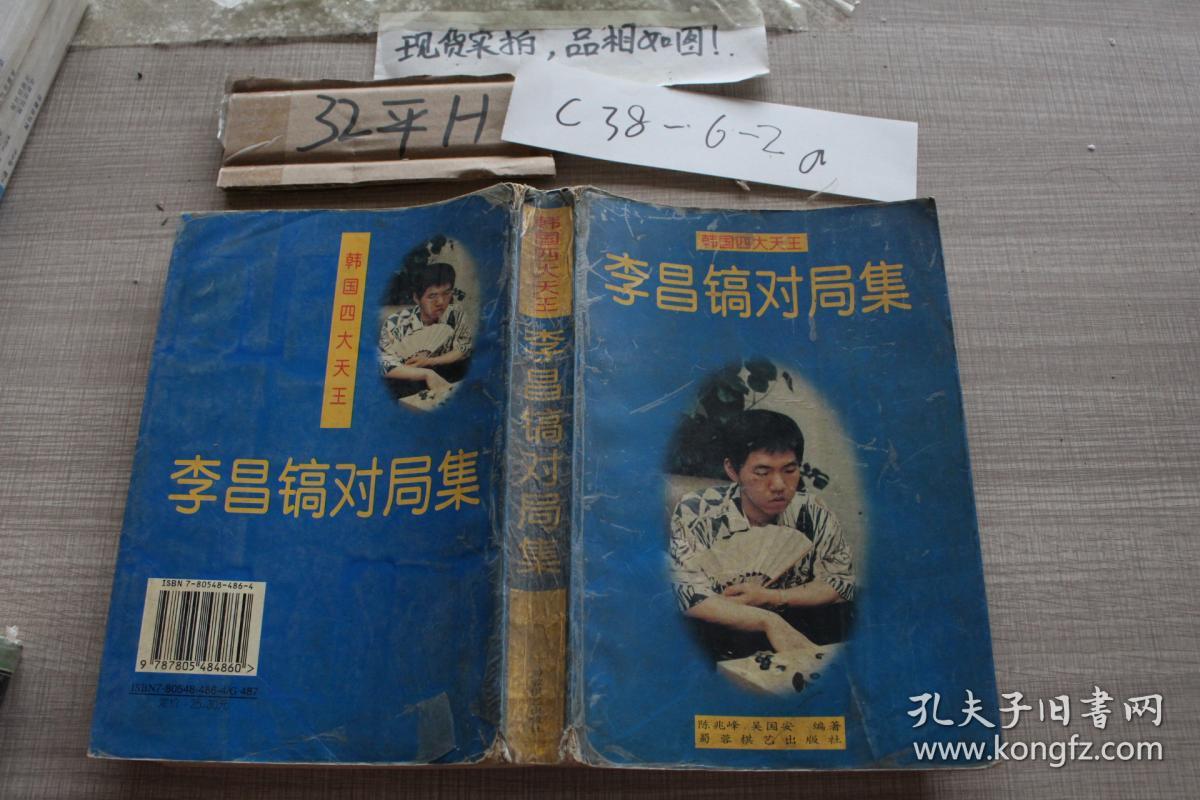 现货实拍，品相如图！.
32平H
C38-6-2a
韩国四大天王
李昌镐对局集
ISBN 7-80548-486-4
9 787805 484860>
ISBN7-80548-486-4/G·487
韩国四大天王
李昌镐对局集
韩国四大天王
李昌镐对局集
陈兆峰、吴国安 编著
蜀蓉棋艺出版社
孔夫子旧书网
www.kongfz.com